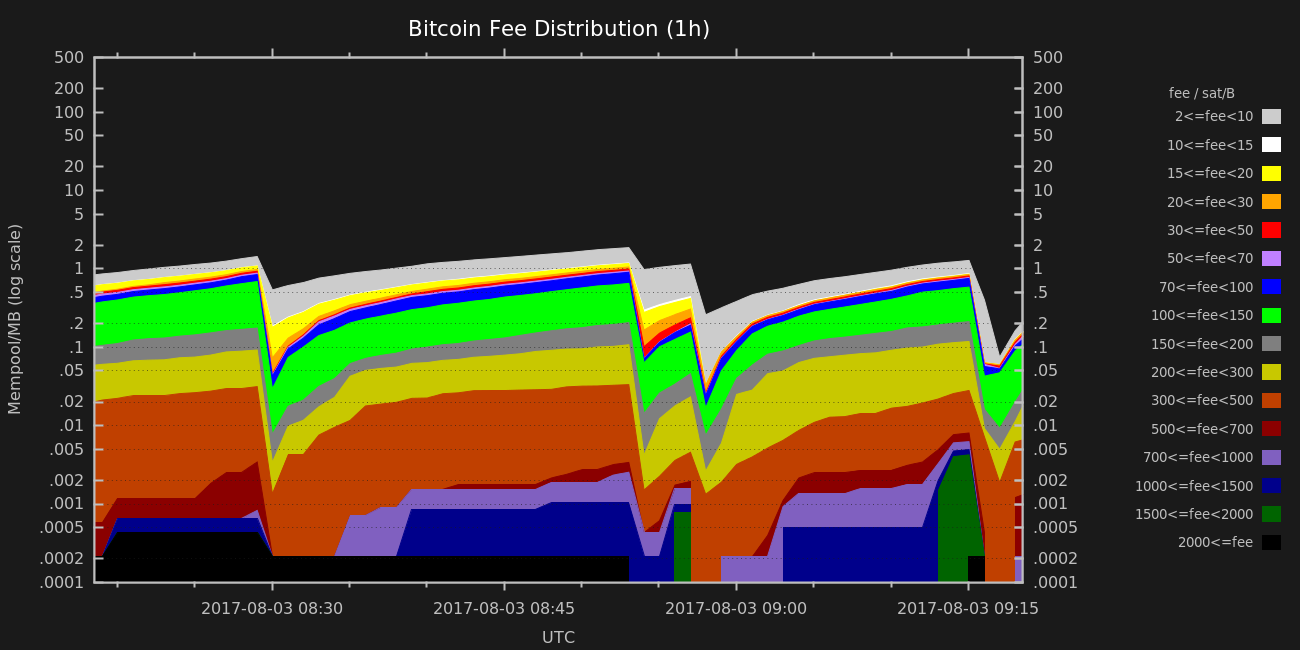 Bitcoin Fee Distribution (1h)
Mempool/MB (log scale)
500
200
100
50
20
10
5
2
1
.5
.2
.1
.05
.02
.01
.005
.002
.001
.0005
.0002
.0001
500
200
100
50
20
10
5
2
1
.5
.2
.1
.05
.02
.01
.005
.002
.001
.0005
.0002
.0001
2017-08-03 08:30 2017-08-03 08:45 2017-08-03 09:00 2017-08-03 09:15
UTC
fee / sat/B
2<=fee<10
10<=fee<15
15<=fee<20
20<=fee<30
30<=fee<50
50<=fee<70
70<=fee<100
100<=fee<150
150<=fee<200
200<=fee<300
300<=fee<500
500<=fee<700
700<=fee<1000
1000<=fee<1500
1500<=fee<2000
2000<=fee